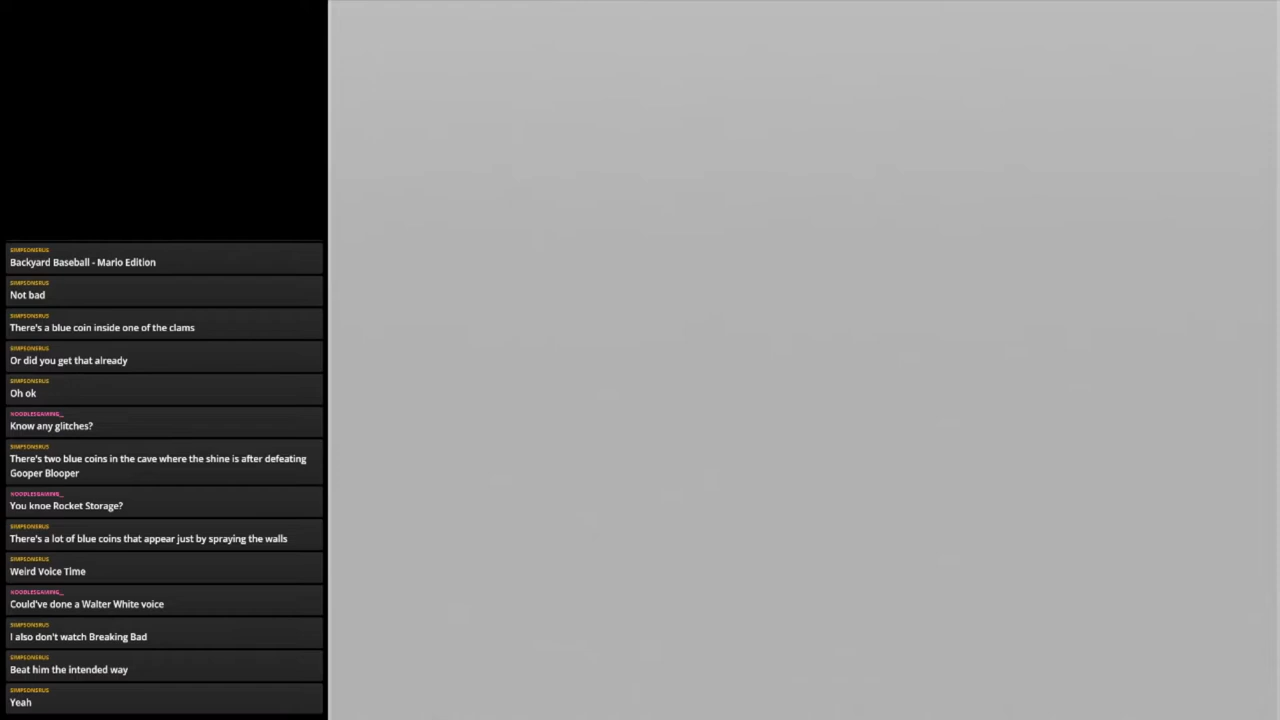 SIMPSONSRUS
Backyard Baseball - Mario Edition
SIMPSONSRUS
Not bad
SIMPSONSRUS
There's a blue coin inside one of the clams
SIMPSONSRUS
Or did you get that already
SIMPSONSRUS
Oh ok
NOODLESGAMING_
Know any glitches?
SIMPSONSRUS
There's two blue coins in the cave where the shine is after defeating
Gooper Blooper
NOODLESGAMING_
You knoe Rocket Storage?
SIMPSONSRUS
There's a lot of blue coins that appear just by spraying the walls
SIMPSONSRUS
Weird Voice Time
NOODLESGAMING_
Could've done a Walter White voice
SIMPSONSRUS
I also don't watch Breaking Bad
SIMPSONSRUS
Beat him the intended way
SIMPSONSRUS
Yeah